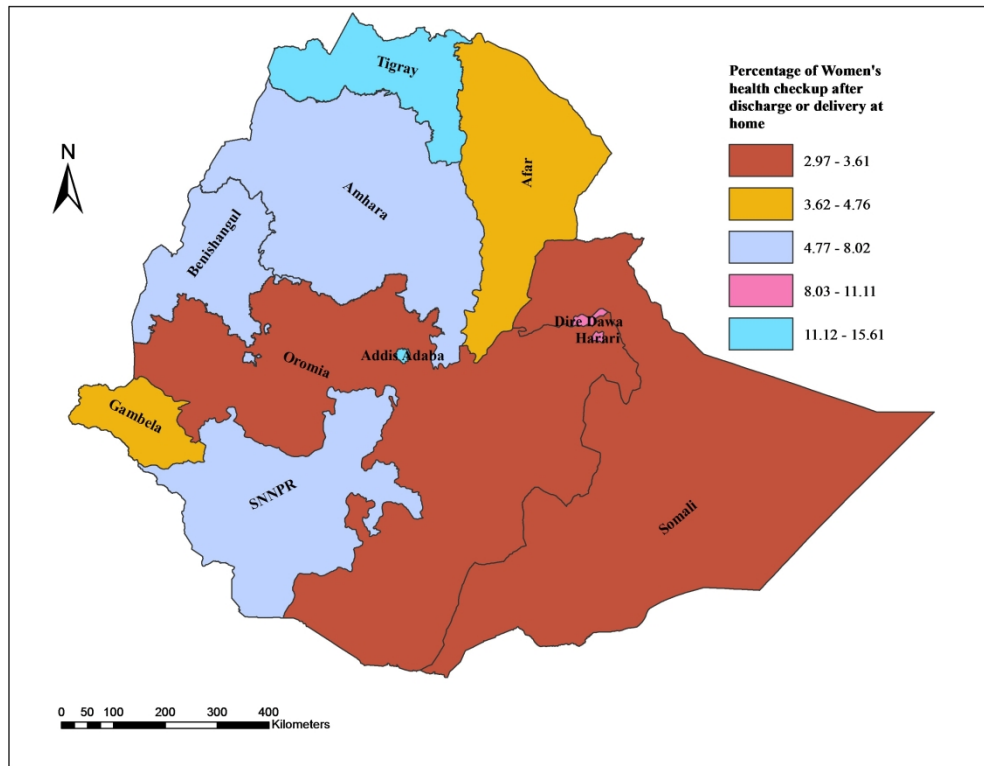 Percentage of Women's
health checkup after
discharge or delivery at
home
2.97 - 3.61
3.62 - 4.76
4.77 - 8.02
8.03 - 11.11
11.12 - 15.61
N
Tigray
Afar
Amhara
Benishangul
Dire Dawa
Harari
Addis Adaba
Oromia
Gambela
SNNPR
Somali
0 50 100 200 300 400
Kilometers